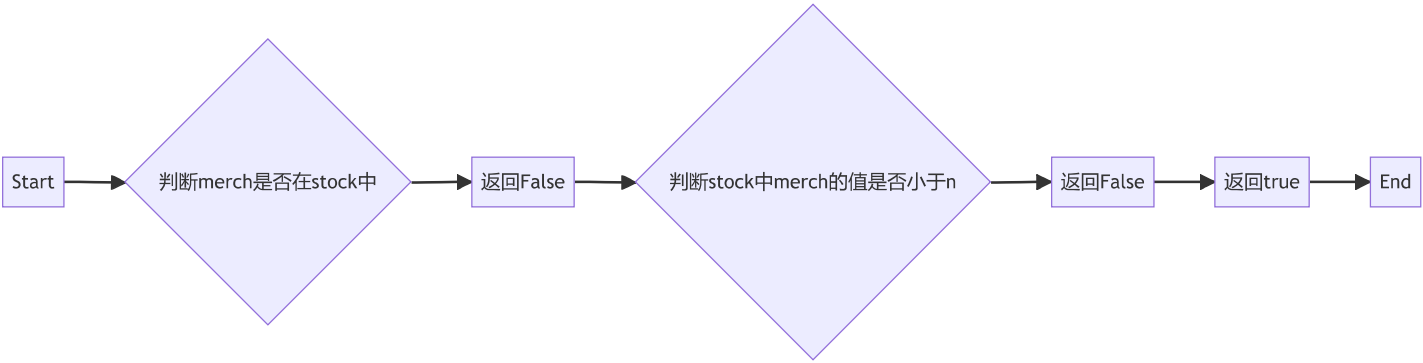 Start
判断merch是否在stock中
返回False
判断stock中merch的值是否小于n
返回False
返回true
End